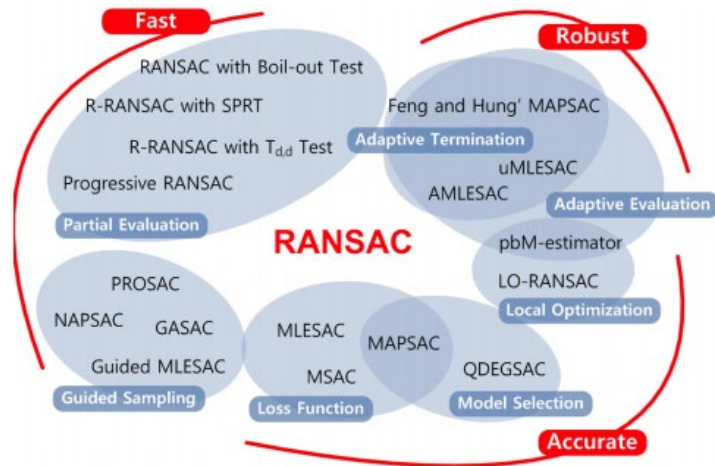 Fast
Robust
RANSAC with Boil-out Test
R-RANSAC with SPRT
R-RANSAC with Td,d Test
Progressive RANSAC
Partial Evaluation
Feng and Hung' MAPSAC
Adaptive Termination
uMLESAC
AMLESAC
Adaptive Evaluation
RANSAC
pbM-estimator
LO-RANSAC
Local Optimization
PROSAC
NAPSAC
GASAC
Guided MLESAC
Guided Sampling
MLESAC
MAPSAC
MSAC
Loss Function
QDEGSAC
Model Selection
Accurate